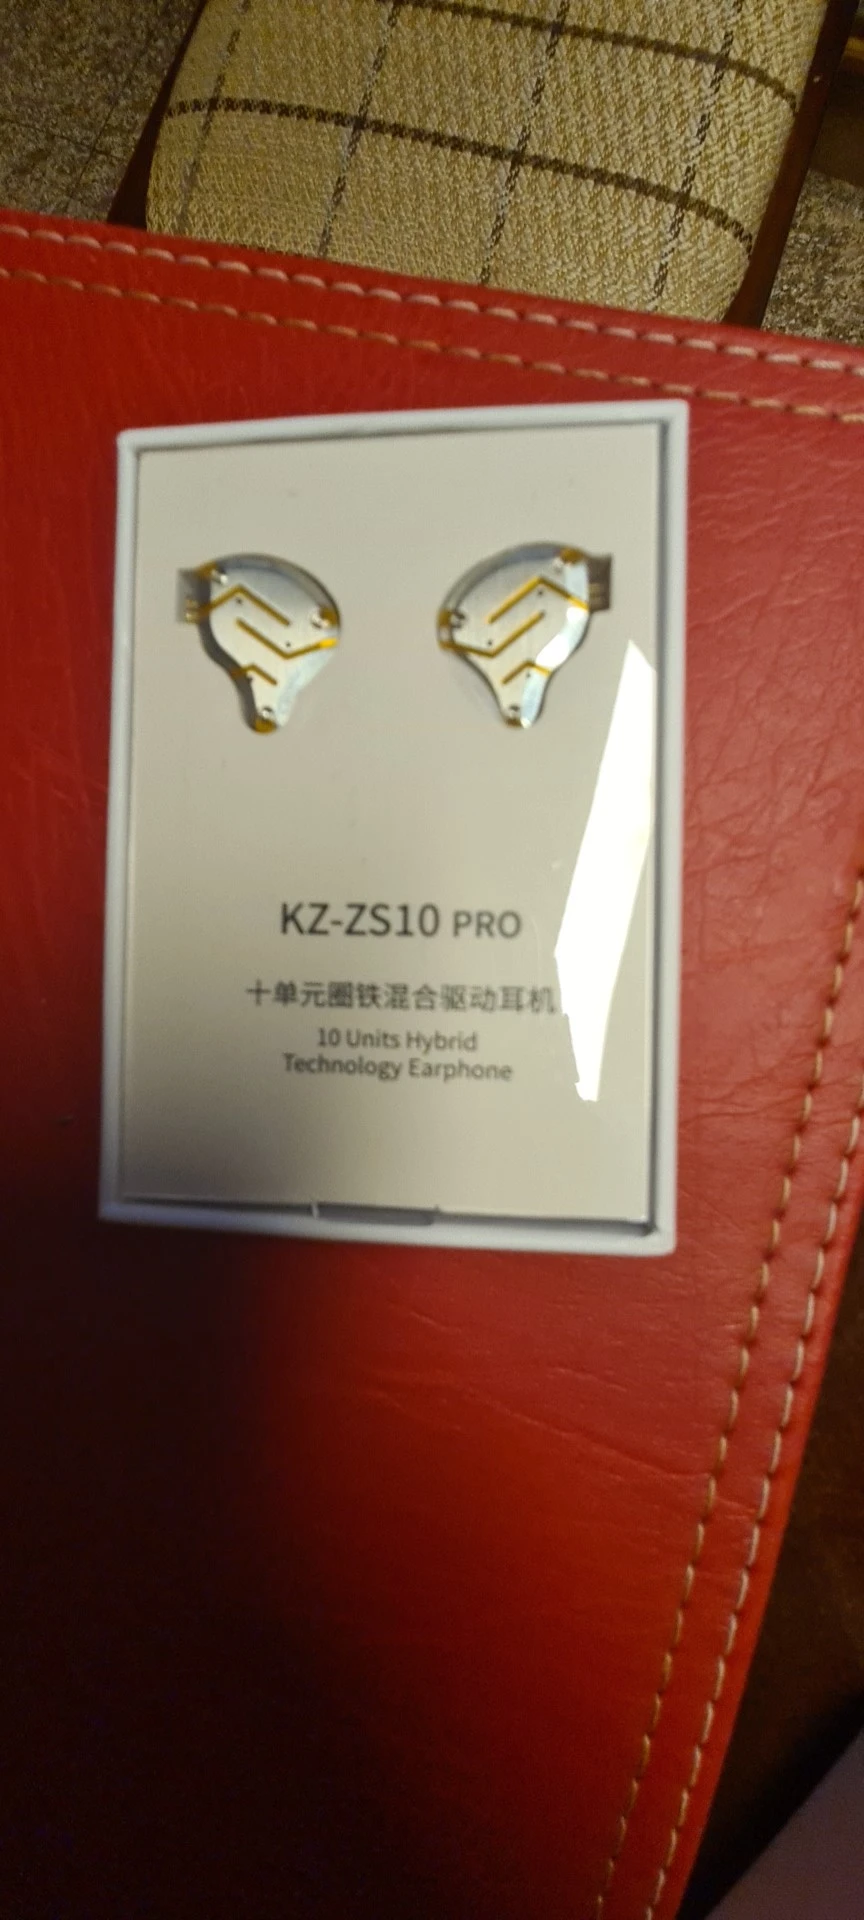 KZ-ZS10 PRO
十单元圈铁混合驱动耳机
10 Units Hybrid
Technology Earphone